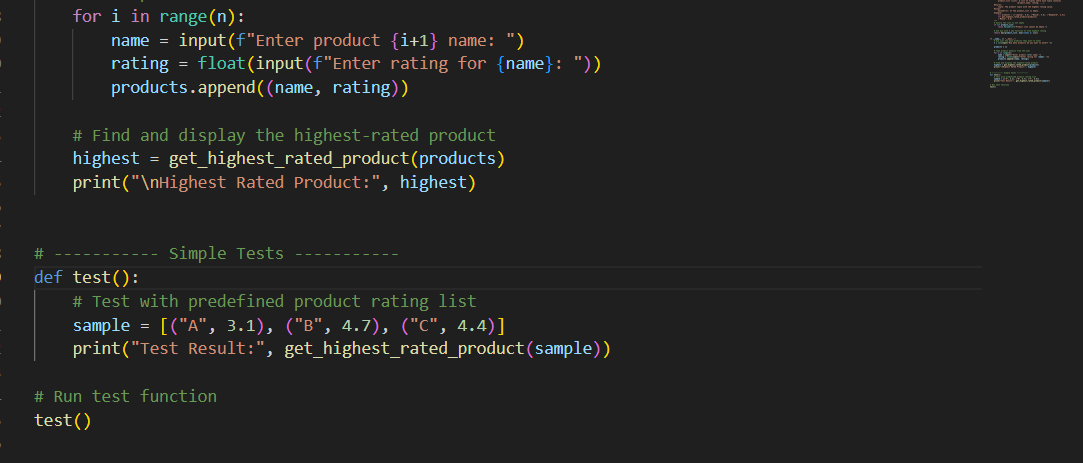 for i in range(n):
name = input(f"Enter product {i+1} name: ")
rating = float(input(f"Enter rating for {name}: "))
products.append((name, rating))
# Find and display the highest-rated product
highest = get_highest_rated_product(products)
print("\nHighest Rated Product:", highest)
# ----------- Simple Tests -----------
def test():
# Test with predefined product rating list
sample = [("A", 3.1), ("B", 4.7), ("C", 4.4)]
print("Test Result:", get_highest_rated_product(sample))
# Run test function
test()